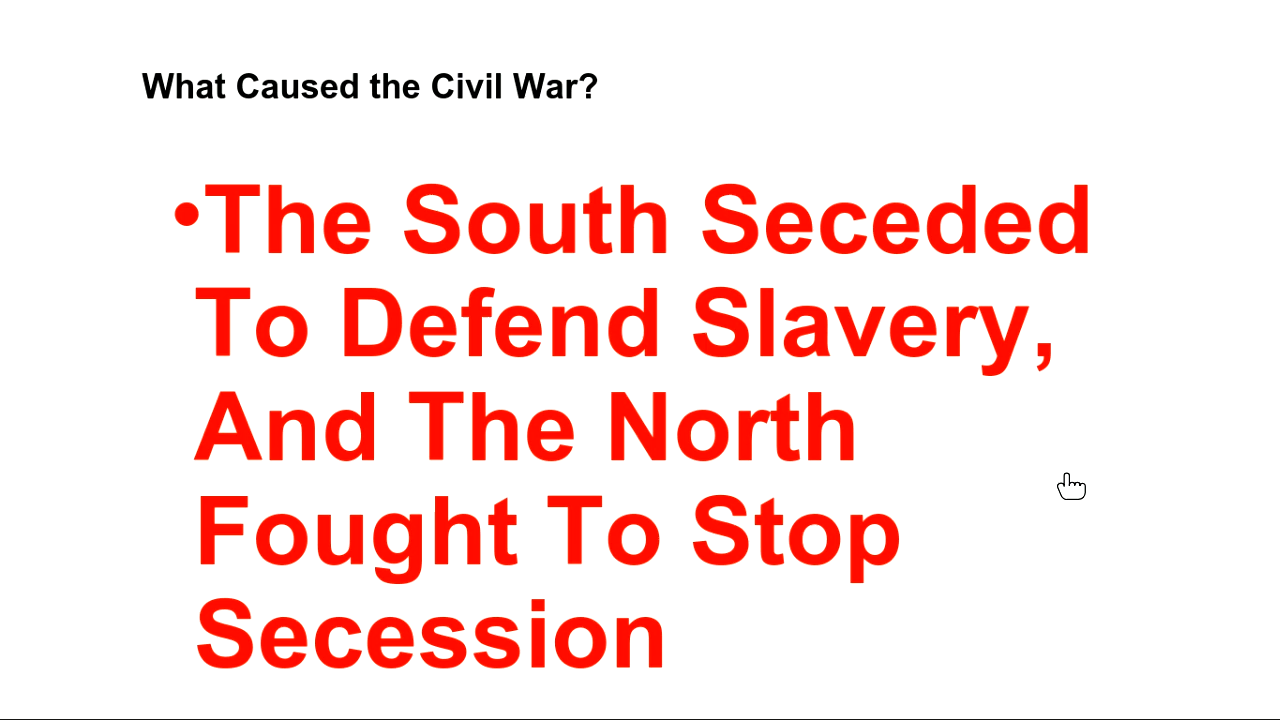 What Caused the Civil War?
•The South Seceded
To Defend Slavery,
And The North
Fought To Stop
Secession